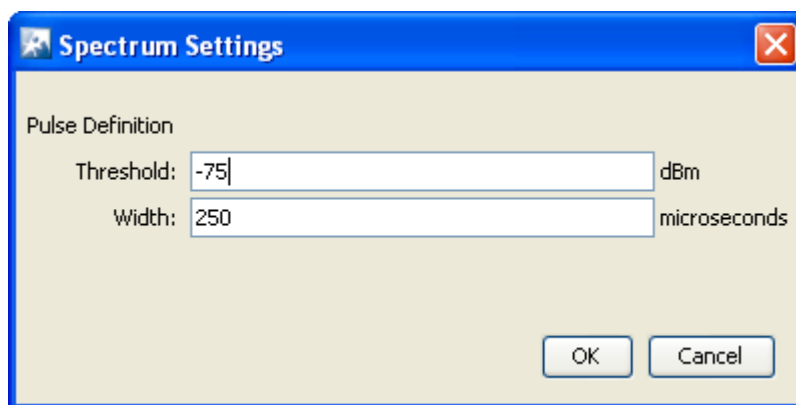 Spectrum Settings
Pulse Definition
Threshold: -75 dBm
Width: 250 microseconds
OK Cancel